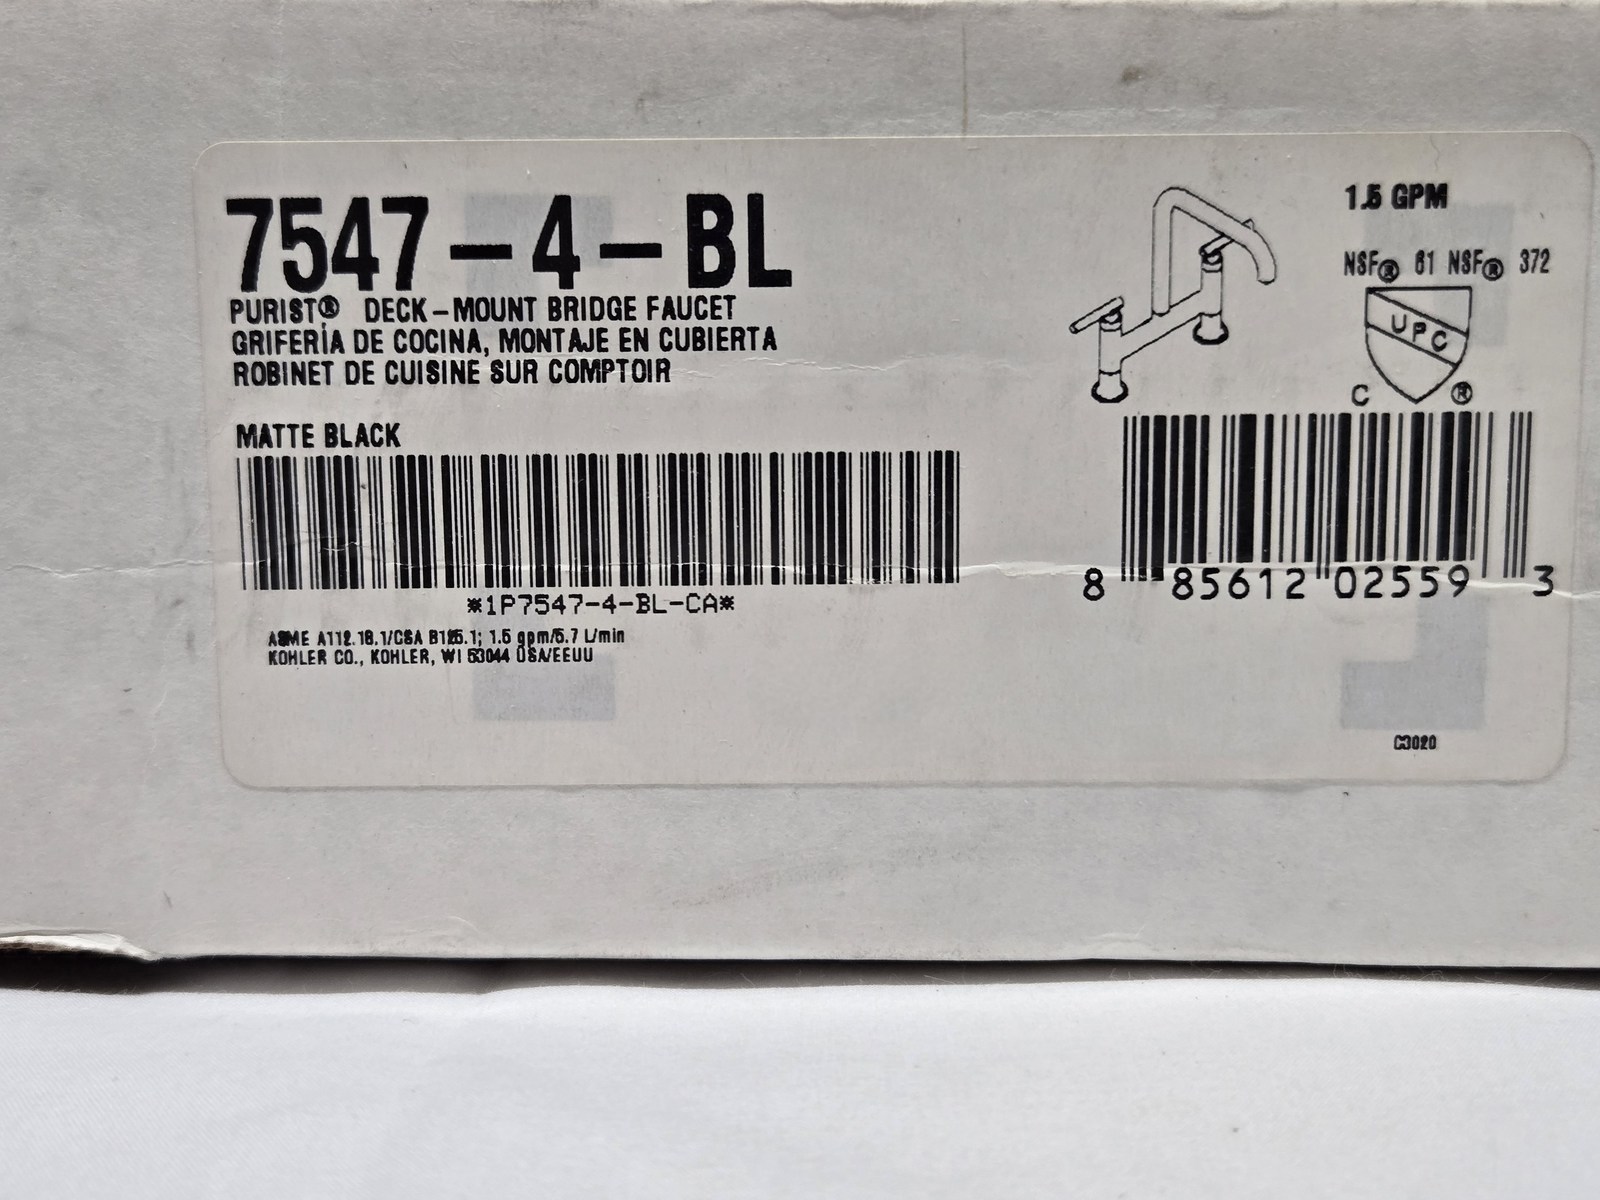 7547-4-BL
PURIST® DECK-MOUNT BRIDGE FAUCET
GRIFERÍA DE COCINA, MONTAJE EN CUBIERTA
ROBINET DE CUISINE SUR COMPTOIR
MATTE BLACK
*1P7547-4-BL-CA*
ASME A112.18.1/CSA B125.1; 1.5 gpm/5.7 L/min
KOHLER CO., KOHLER, WI 53044 USA/EEUU
1.5 GPM
NSF® 61 NSF® 372
UPC
C ®
8 85612 02559 3
C3020